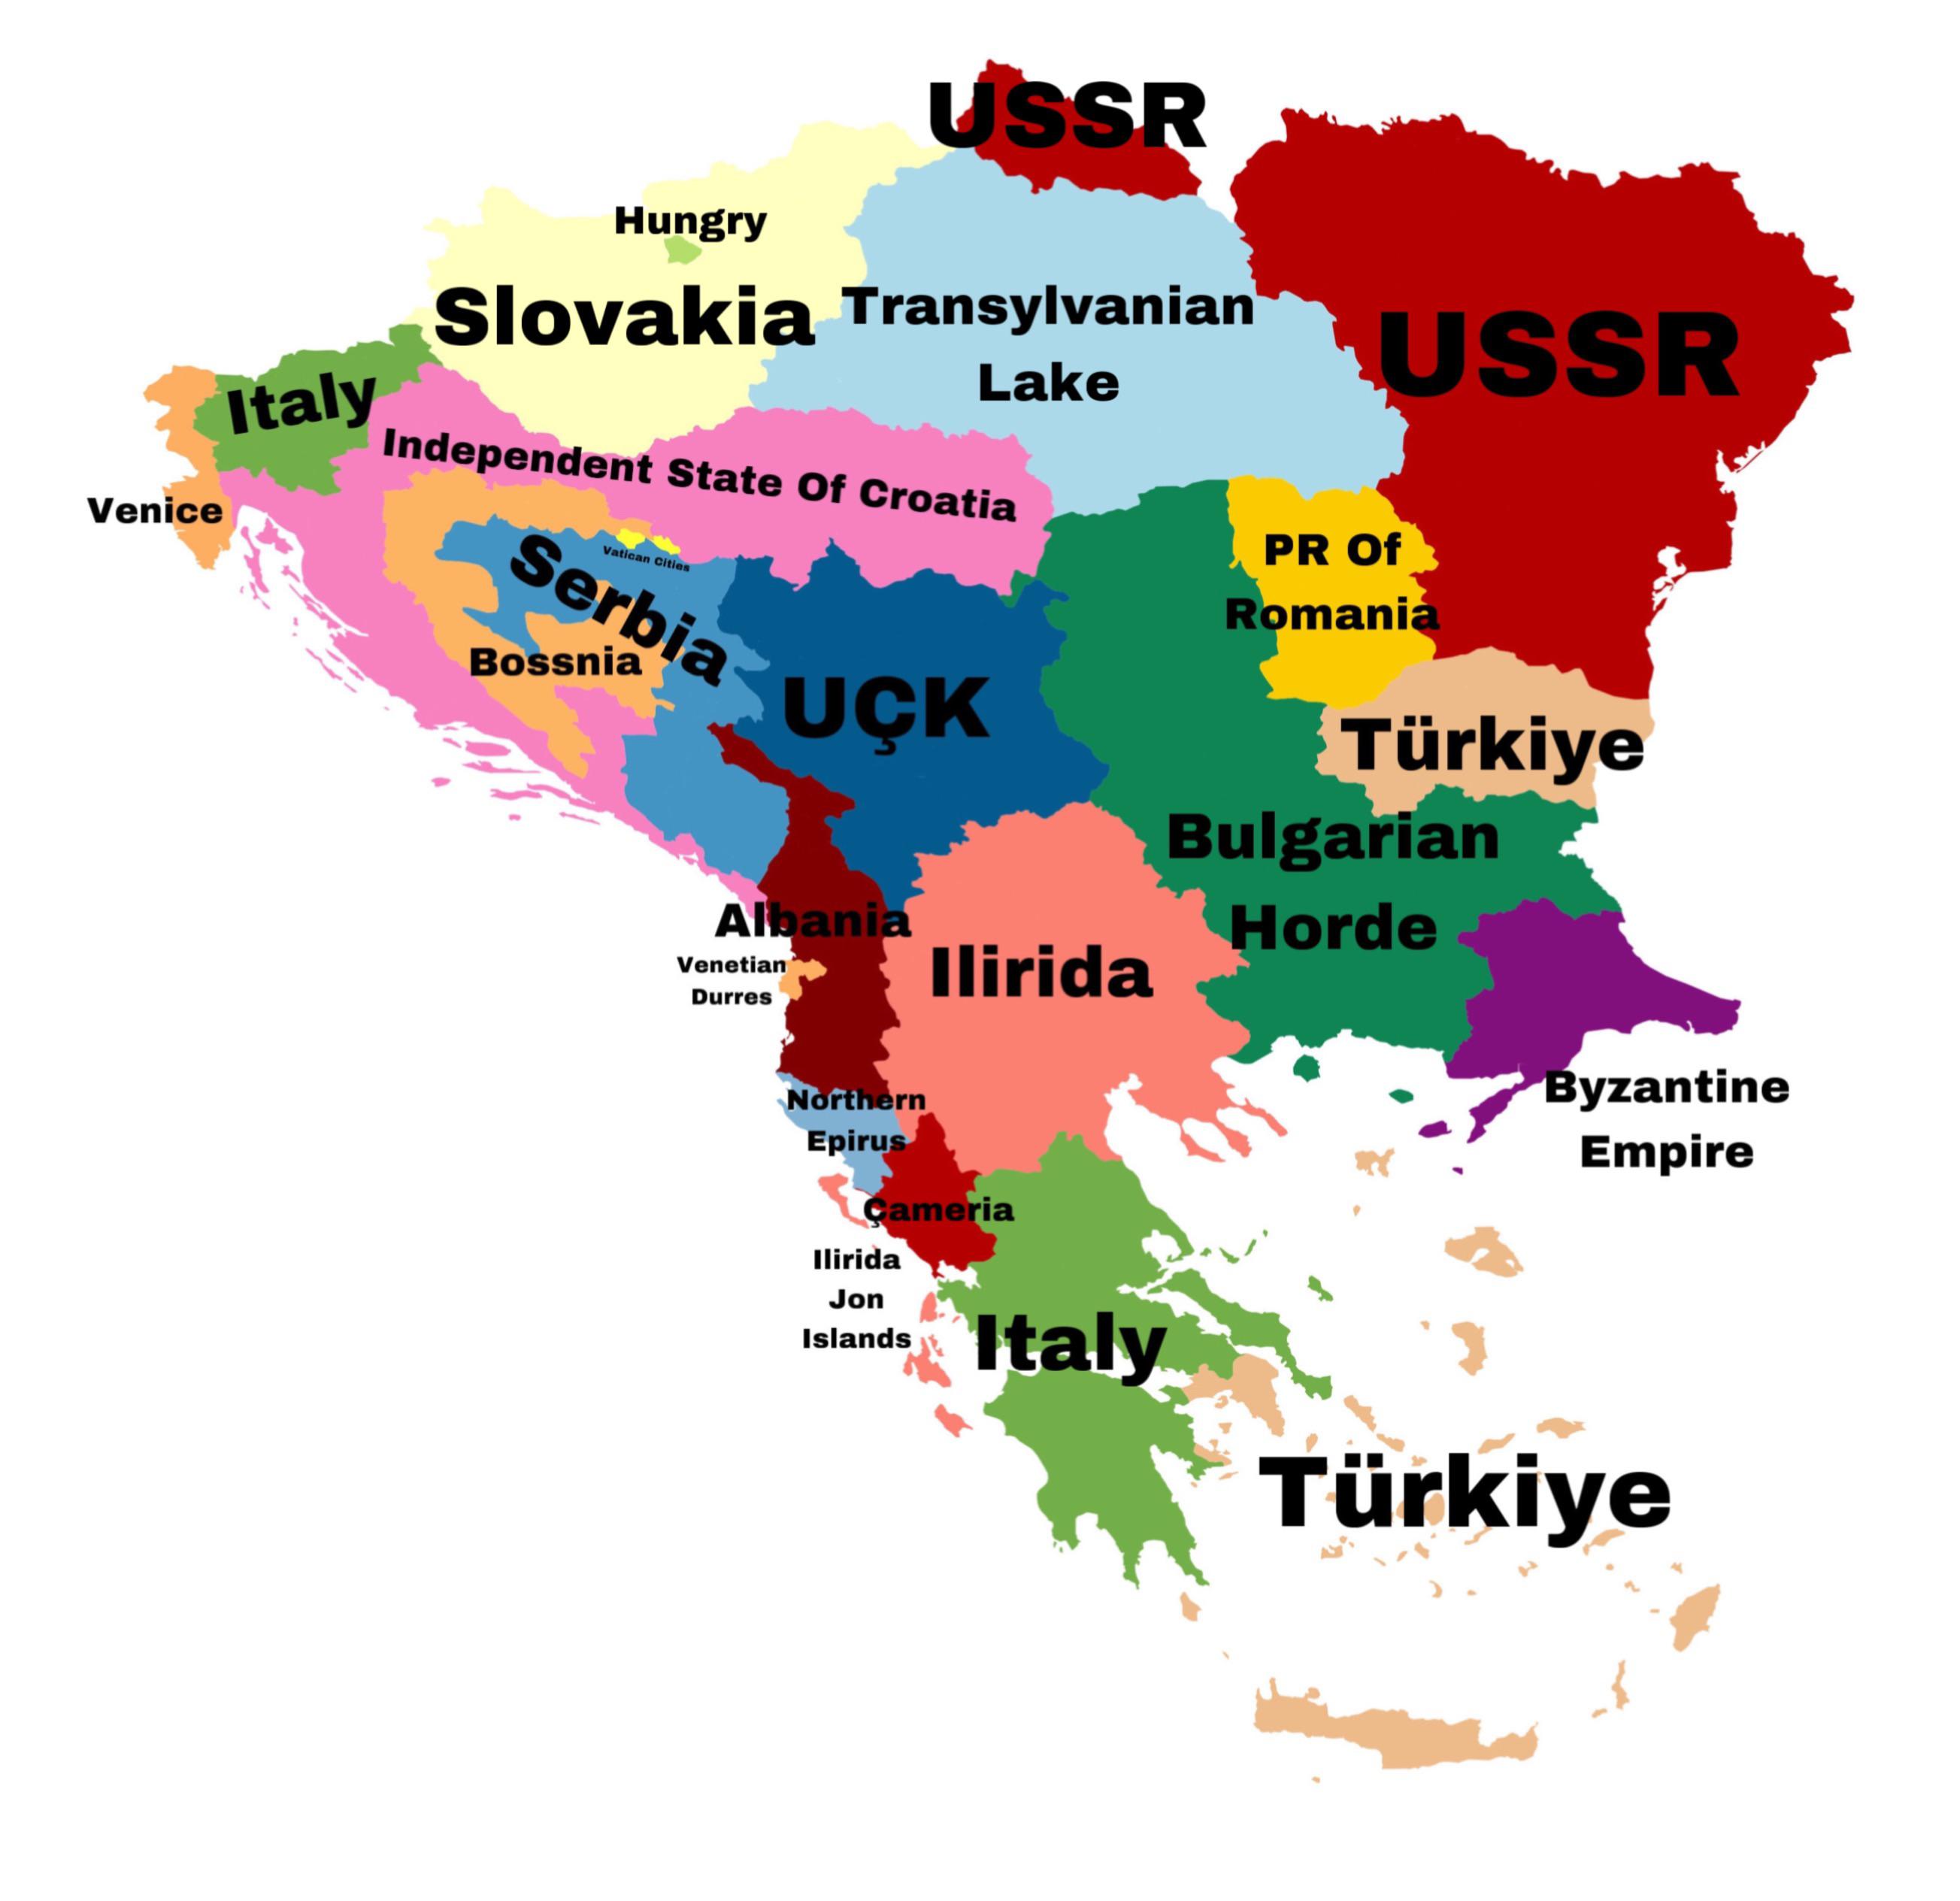 USSR
Hungry
Slovakia
Transylvanian
Lake
USSR
Italy
Independent State Of Croatia
Venice
Vatican Cities
Serbia
Bossnia
UÇK
PR Of
Romania
Türkiye
Bulgarian
Horde
Albania
Venetian
Durres
Ilirida
Northern
Epirus
Byzantine
Empire
Çameria
Ilirida
Jon
Islands
Italy
Türkiye